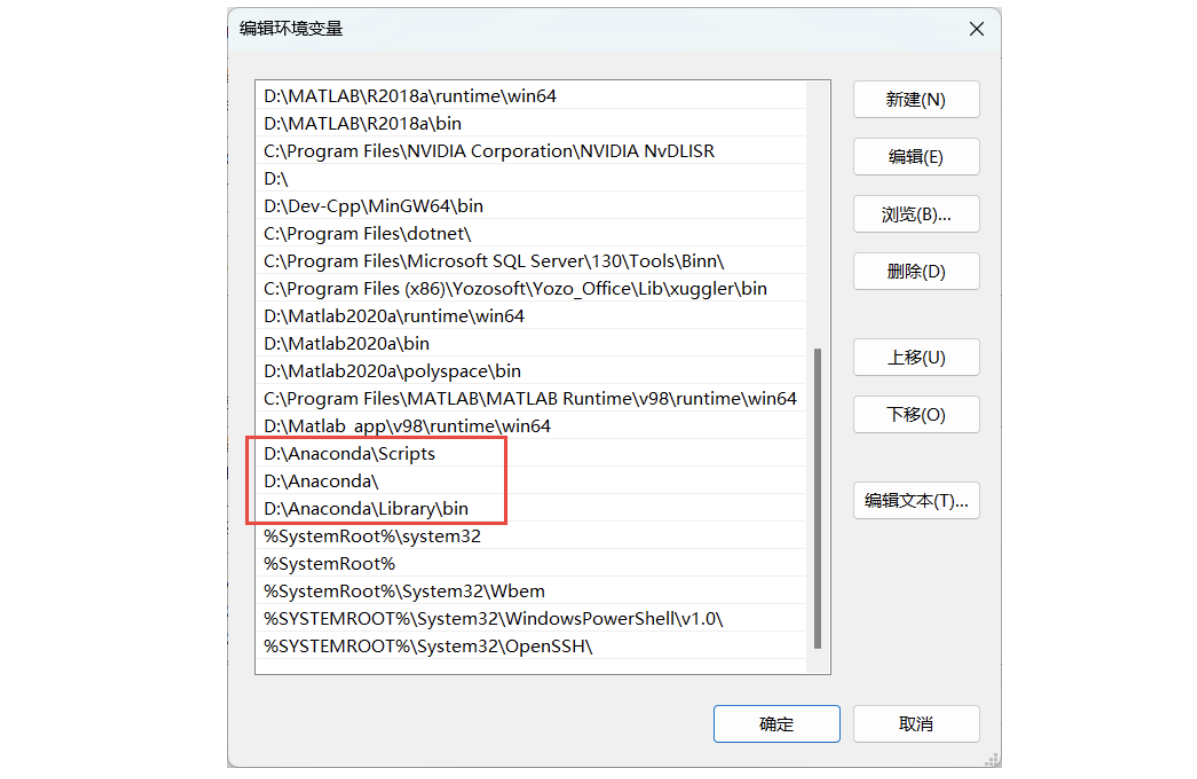 编辑环境变量
D:\MATLAB\R2018a\runtime\win64
D:\MATLAB\R2018a\bin
C:\Program Files\NVIDIA Corporation\NVIDIA NvDLISR
D:\
D:\Dev-Cpp\MinGW64\bin
C:\Program Files\dotnet\
C:\Program Files\Microsoft SQL Server\130\Tools\Binn\
C:\Program Files (x86)\Yozosoft\Yozo_Office\Lib\xuggler\bin
D:\Matlab2020a\runtime\win64
D:\Matlab2020a\bin
D:\Matlab2020a\polyspace\bin
C:\Program Files\MATLAB\MATLAB Runtime\v98\runtime\win64
D:\Matlab_app\v98\runtime\win64
D:\Anaconda\Scripts
D:\Anaconda\
D:\Anaconda\Library\bin
%SystemRoot%\system32
%SystemRoot%
%SystemRoot%\System32\Wbem
%SYSTEMROOT%\System32\WindowsPowerShell\v1.0\
%SYSTEMROOT%\System32\OpenSSH\
新建(N)
编辑(E)
浏览(B)...
删除(D)
上移(U)
下移(O)
编辑文本(T)...
确定
取消